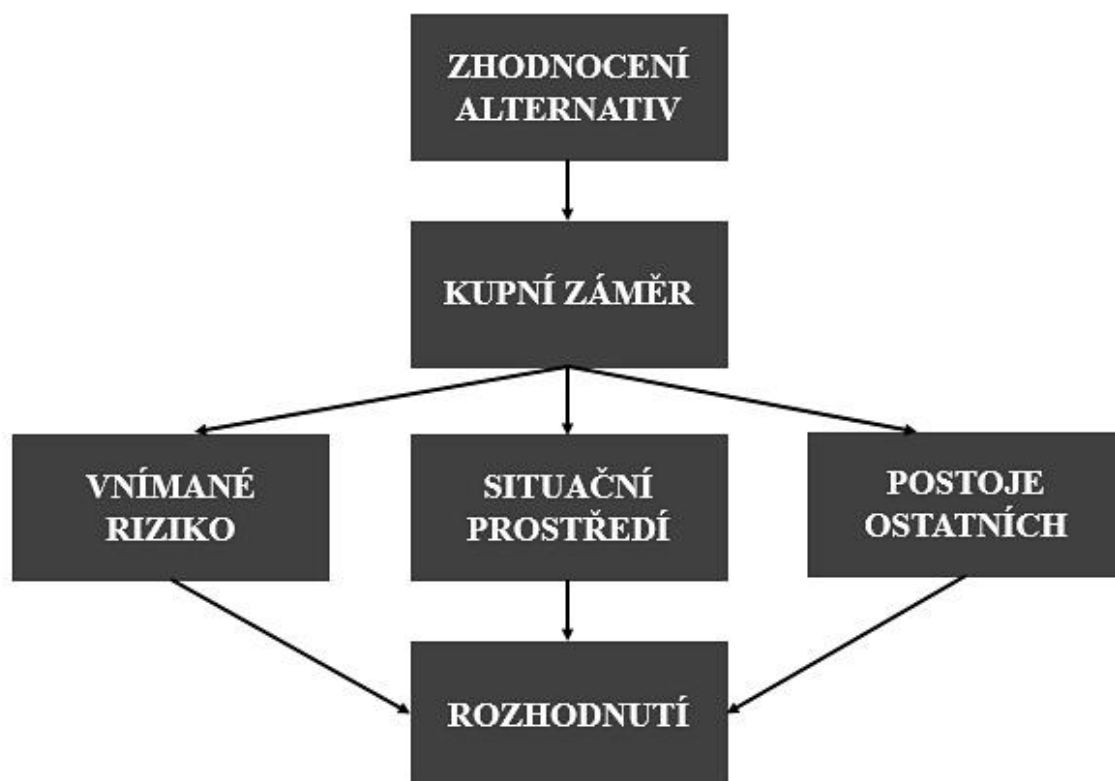 ZHODNOCENÍ
ALTERNATIV
KUPNÍ ZÁMĚR
VNÍMANÉ
RIZIKO
SITUAČNÍ
PROSTŘEDÍ
POSTOJE
OSTATNÍCH
ROZHODNUTÍ